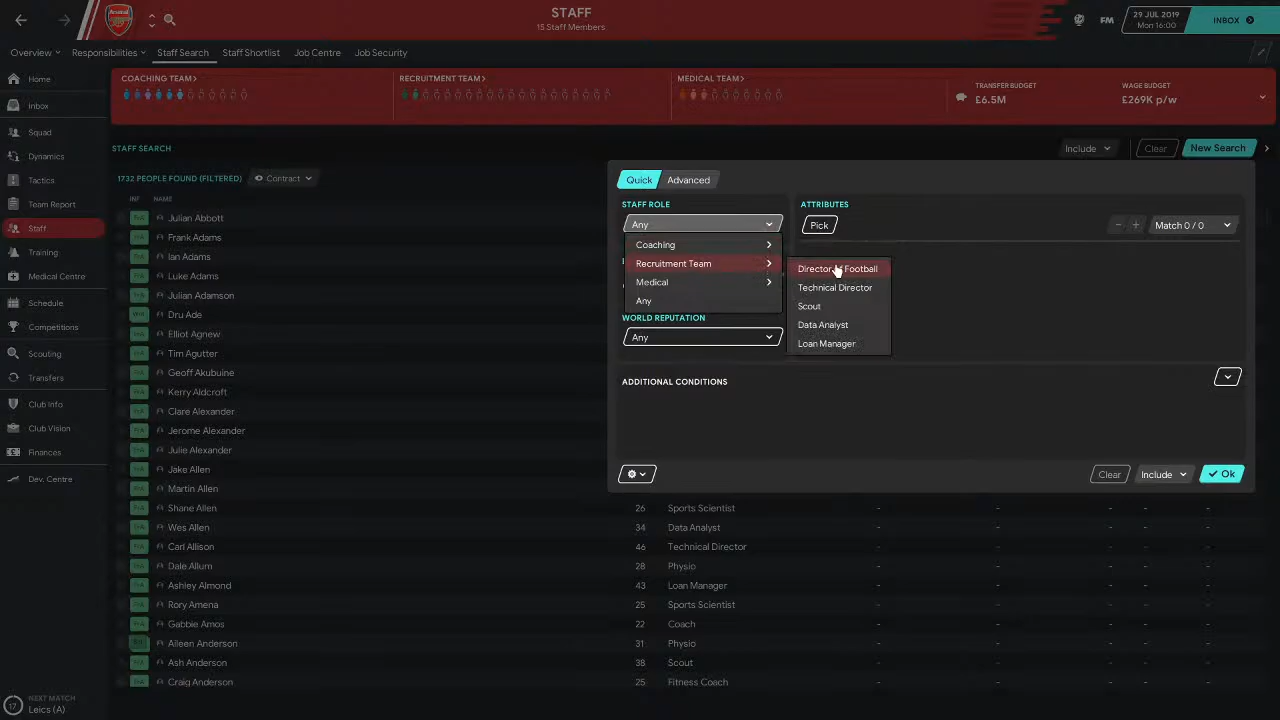 STAFF
15 Staff Members
29 JUL 2019
Mon 16:00
FM
INBOX
Overview
Responsibilities
Staff Search
Staff Shortlist
Job Centre
Job Security
Home
Inbox
Squad
Dynamics
Tactics
Team Report
Staff
Training
Medical Centre
Schedule
Competitions
Scouting
Transfers
Club Info
Club Vision
Finances
Dev. Centre
NEXT MATCH
17 Leics (A)
COACHING TEAM>
RECRUITMENT TEAM>
MEDICAL TEAM>
TRANSFER BUDGET
£6.5M
WAGE BUDGET
£269K p/w
STAFF SEARCH
Include
Clear
New Search
1732 PEOPLE FOUND (FILTERED)
Contract
INF NAME
Julian Abbott
Frank Adams
Ian Adams
Luke Adams
Julian Adamson
Dru Ade
Elliot Agnew
Tim Agutter
Geoff Akubuine
Kerry Aldcroft
Clare Alexander
Jerome Alexander
Julie Alexander
Jake Allen
Martin Allen
Shane Allen 26 Sports Scientist - - - - -
Wes Allen 34 Data Analyst - - - - -
Carl Allison 46 Technical Director - - - - -
Dale Allum 28 Physio - - - - -
Ashley Almond 43 Loan Manager - - - - -
Rory Amena 25 Sports Scientist - - - - -
Gabbie Amos 22 Coach - - - - -
Aileen Anderson 31 Physio - - - - -
Ash Anderson 38 Scout - - - - -
Craig Anderson 25 Fitness Coach - - - - -
Quick
Advanced
STAFF ROLE
Any
Coaching
Recruitment Team
Medical
Any
Director of Football
Technical Director
Scout
Data Analyst
Loan Manager
WORLD REPUTATION
Any
ATTRIBUTES
Pick
- +
Match 0 / 0
ADDITIONAL CONDITIONS
Clear
Include
Ok